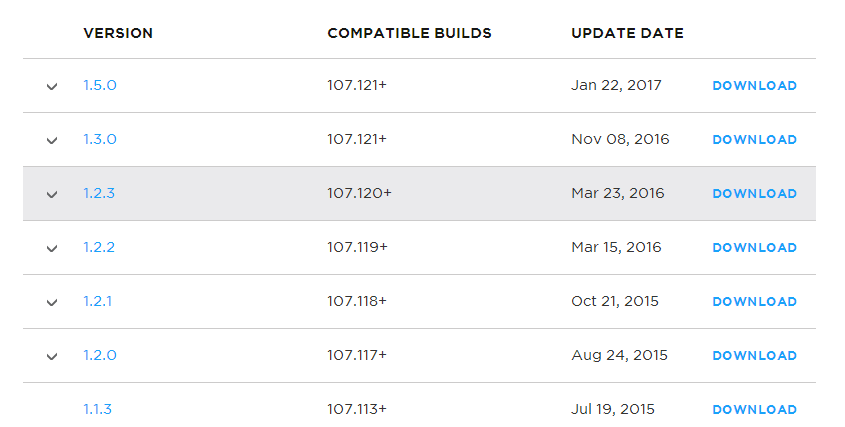 VERSION COMPATIBLE BUILDS UPDATE DATE
1.5.0 107.121+ Jan 22, 2017 DOWNLOAD
1.3.0 107.121+ Nov 08, 2016 DOWNLOAD
1.2.3 107.120+ Mar 23, 2016 DOWNLOAD
1.2.2 107.119+ Mar 15, 2016 DOWNLOAD
1.2.1 107.118+ Oct 21, 2015 DOWNLOAD
1.2.0 107.117+ Aug 24, 2015 DOWNLOAD
1.1.3 107.113+ Jul 19, 2015 DOWNLOAD